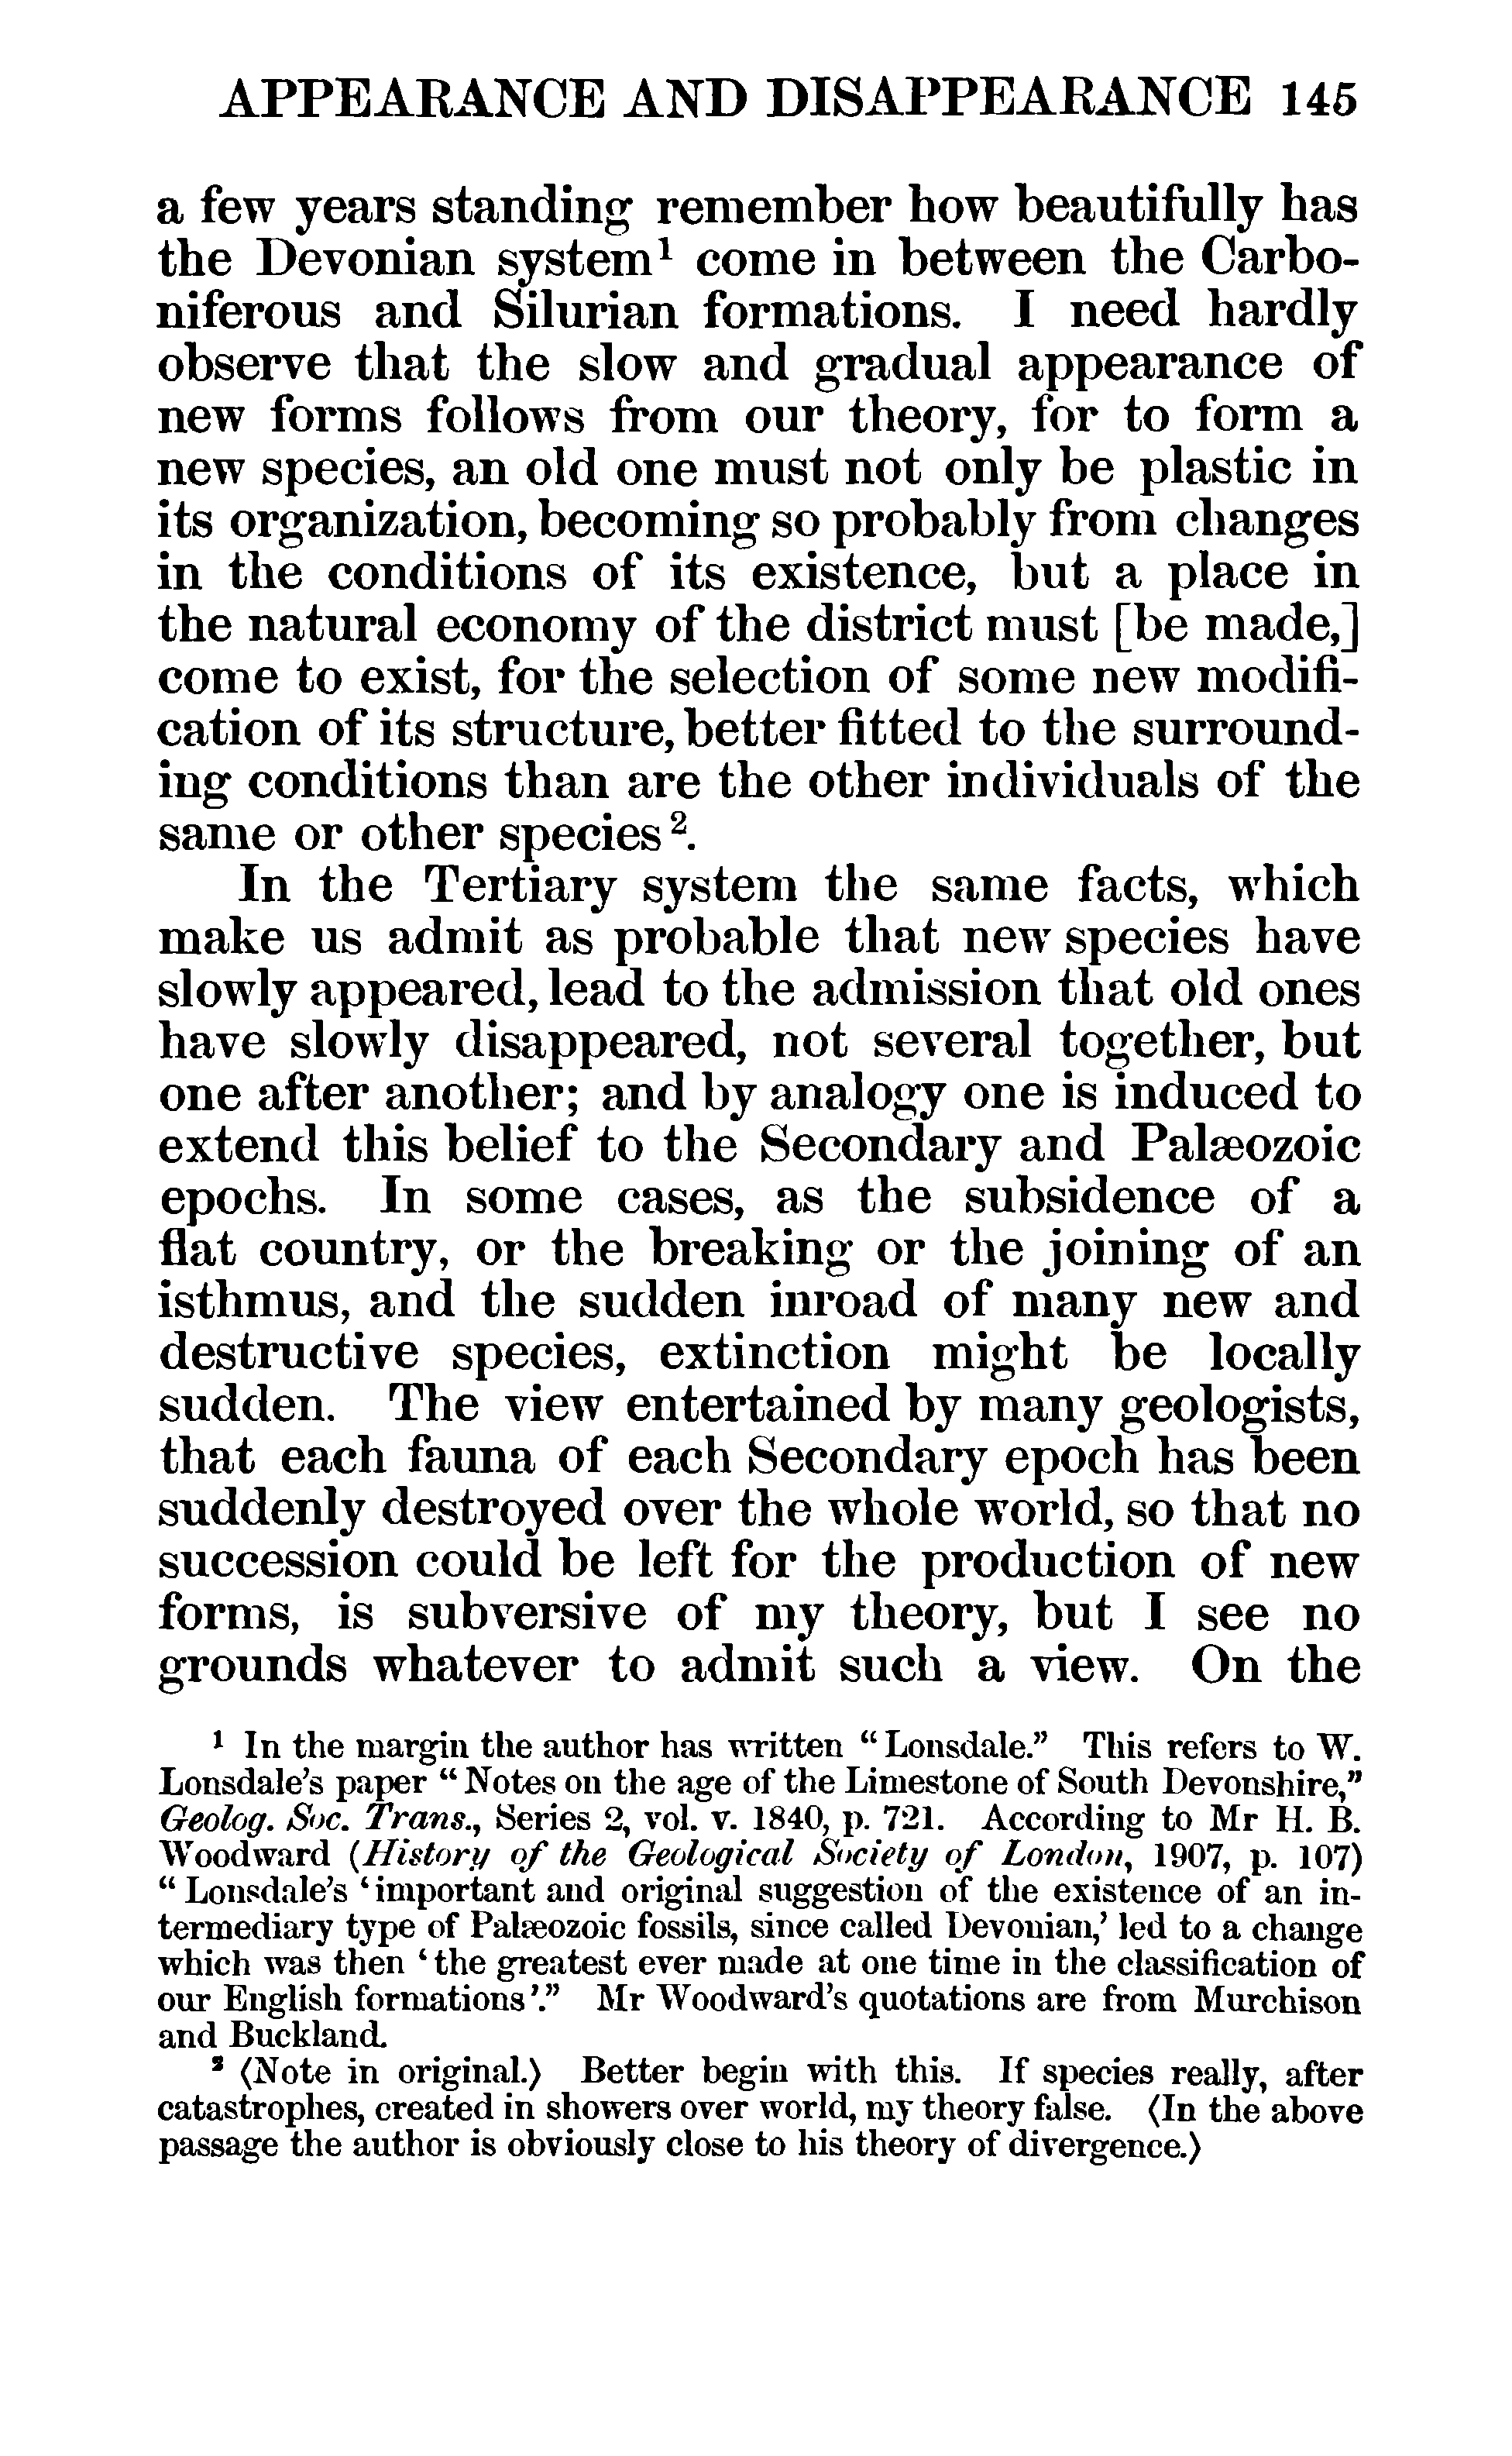 APPEARANCE AND DISAPPEARANCE 145
a few years standing remember how beautifully has
the Devonian system¹ come in between the Carbo-
niferous and Silurian formations. I need hardly
observe that the slow and gradual appearance of
new forms follows from our theory, for to form a
new species, an old one must not only be plastic in
its organization, becoming so probably from changes
in the conditions of its existence, but a place in
the natural economy of the district must [be made,]
come to exist, for the selection of some new modifi-
cation of its structure, better fitted to the surround-
ing conditions than are the other individuals of the
same or other species².
In the Tertiary system the same facts, which
make us admit as probable that new species have
slowly appeared, lead to the admission that old ones
have slowly disappeared, not several together, but
one after another; and by analogy one is induced to
extend this belief to the Secondary and Palæozoic
epochs. In some cases, as the subsidence of a
flat country, or the breaking or the joining of an
isthmus, and the sudden inroad of many new and
destructive species, extinction might be locally
sudden. The view entertained by many geologists,
that each fauna of each Secondary epoch has been
suddenly destroyed over the whole world, so that no
succession could be left for the production of new
forms, is subversive of my theory, but I see no
grounds whatever to admit such a view. On the
¹ In the margin the author has written “Lonsdale.” This refers to W.
Lonsdale’s paper “Notes on the age of the Limestone of South Devonshire,”
Geolog. Soc. Trans., Series 2, vol. v. 1840, p. 721. According to Mr H. B.
Woodward (History of the Geological Society of London, 1907, p. 107)
“Lonsdale’s ‘important and original suggestion of the existence of an in-
termediary type of Palæozoic fossils, since called Devonian,’ led to a change
which was then ‘the greatest ever made at one time in the classification of
our English formations’.” Mr Woodward’s quotations are from Murchison
and Buckland.
² ⟨Note in original.⟩ Better begin with this. If species really, after
catastrophes, created in showers over world, my theory false. ⟨In the above
passage the author is obviously close to his theory of divergence.⟩